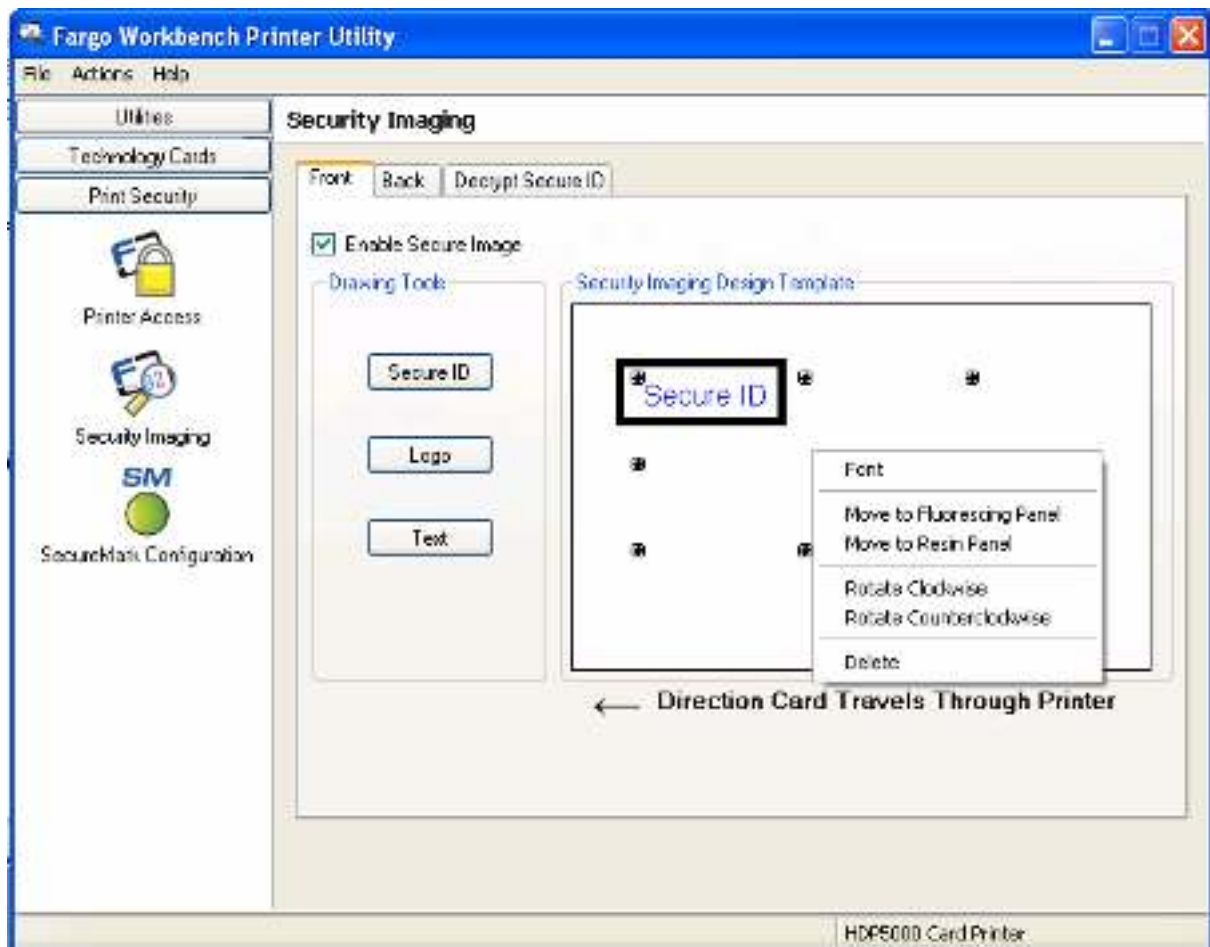 Fargo Workbench Printer Utility
File Actions Help
Utilities
Technology Cards
Print Security
Printer Access
Security Imaging
SM
SecureMark Configuration
Security Imaging
Front Back Decrypt Secure ID
Enable Secure Image
Drawing Tools
Secure ID
Logo
Text
Security Imaging Design Template
Secure ID
Font
Move to Fluorescing Panel
Move to Resin Panel
Rotate Clockwise
Rotate Counterclockwise
Delete
← Direction Card Travels Through Printer
HDP5000 Card Printer